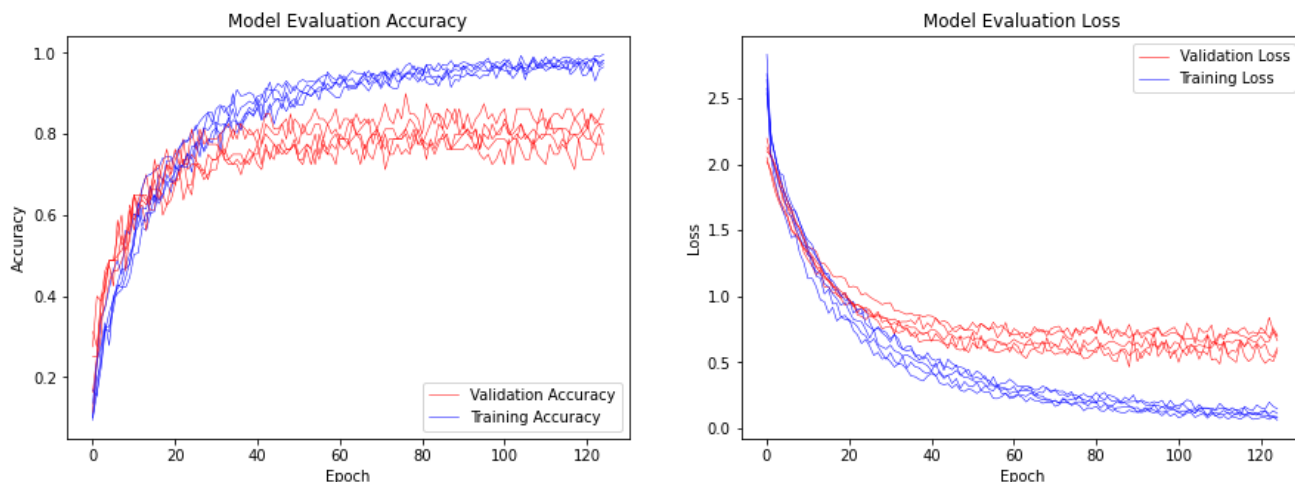 Model Evaluation Accuracy
1.0
0.8
0.6
0.4
0.2
Accuracy
Validation Accuracy
Training Accuracy
0 20 40 60 80 100 120
Epoch
Model Evaluation Loss
Validation Loss
Training Loss
2.5
2.0
1.5
1.0
0.5
0.0
Loss
0 20 40 60 80 100 120
Epoch